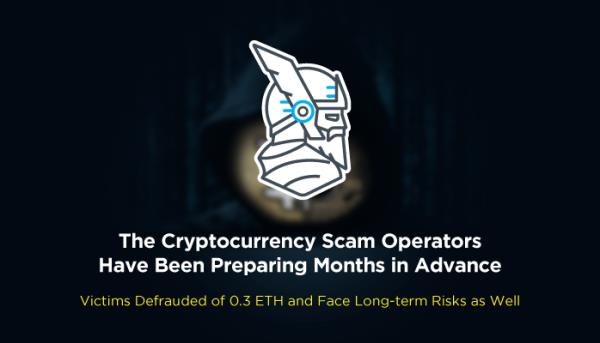 The Cryptocurrency Scam Operators
Have Been Preparing Months in Advance
Victims Defrauded of 0.3 ETH and Face Long-term Risks as Well